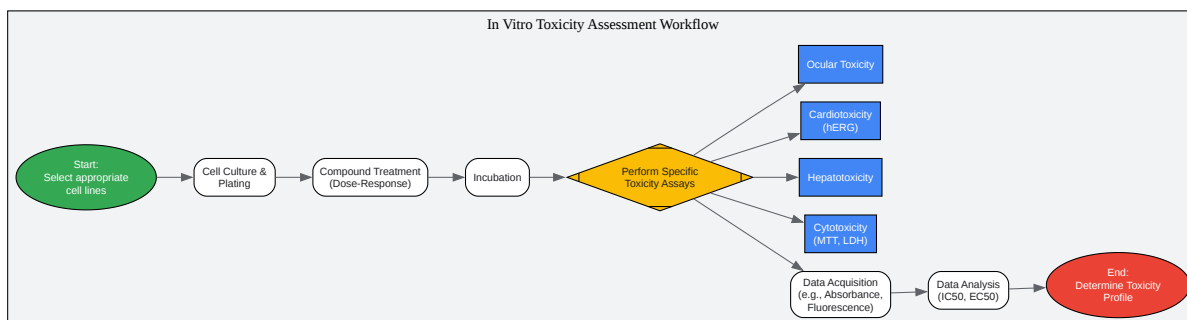 In Vitro Toxicity Assessment Workflow
Start:
Select appropriate
cell lines
Cell Culture &
Plating
Compound Treatment
(Dose-Response)
Incubation
Perform Specific
Toxicity Assays
Ocular Toxicity
Cardiotoxicity
(hERG)
Hepatotoxicity
Cytotoxicity
(MTT, LDH)
Data Acquisition
(e.g., Absorbance,
Fluorescence)
Data Analysis
(IC50, EC50)
End:
Determine Toxicity
Profile